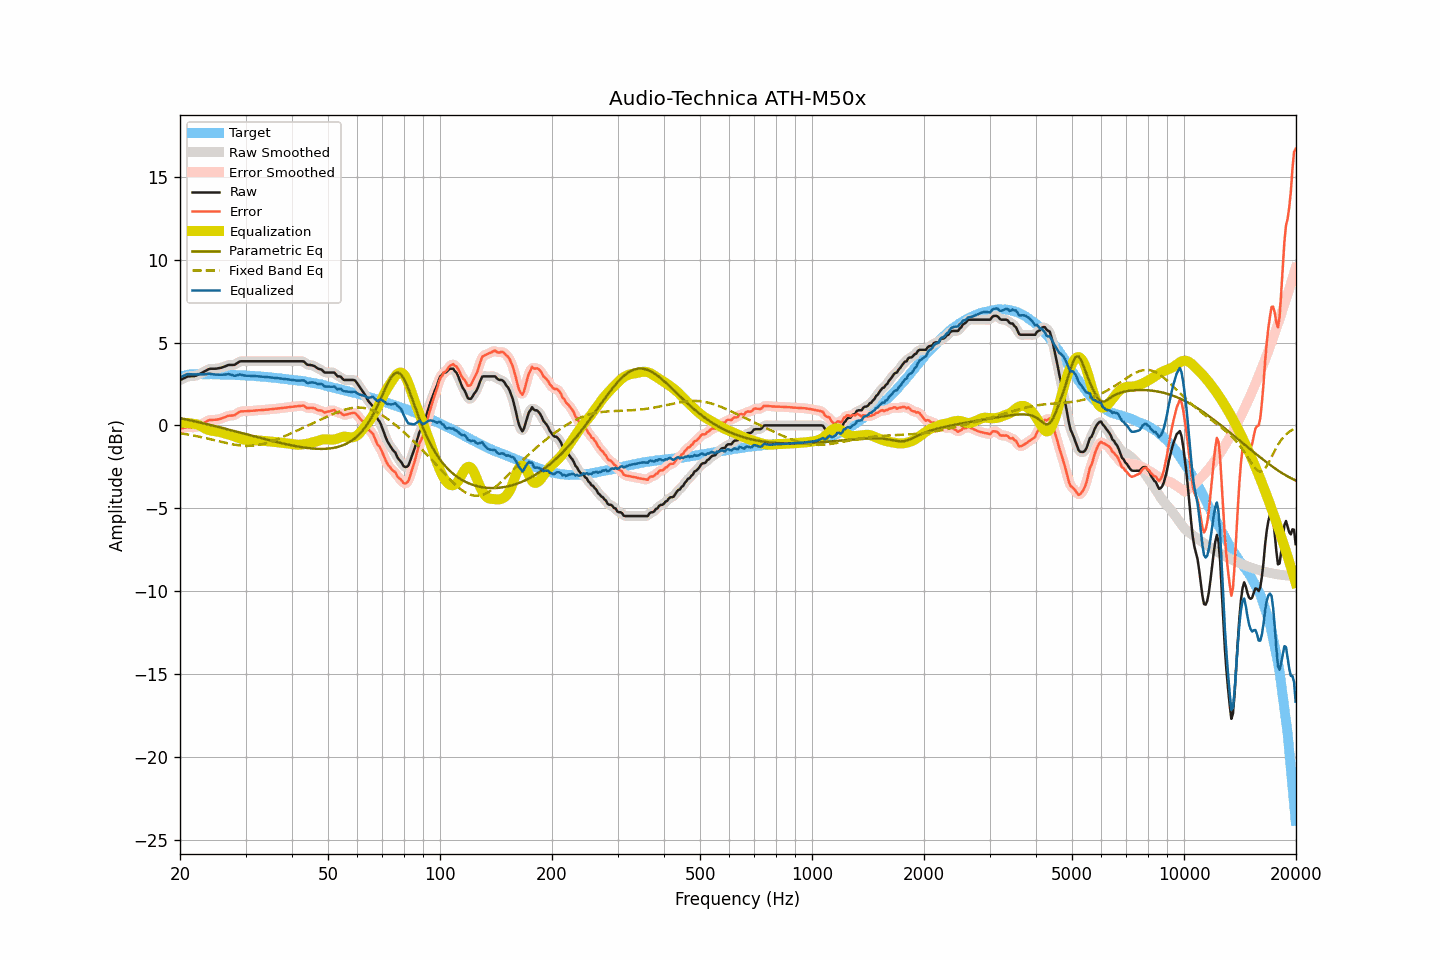 Audio-Technica ATH-M50x
Target
Raw Smoothed
Error Smoothed
Raw
Error
Equalization
Parametric Eq
Fixed Band Eq
Equalized
15
10
5
0
−5
−10
−15
−20
−25
Amplitude (dBr)
20 50 100 200 500 1000 2000 5000 10000 20000
Frequency (Hz)